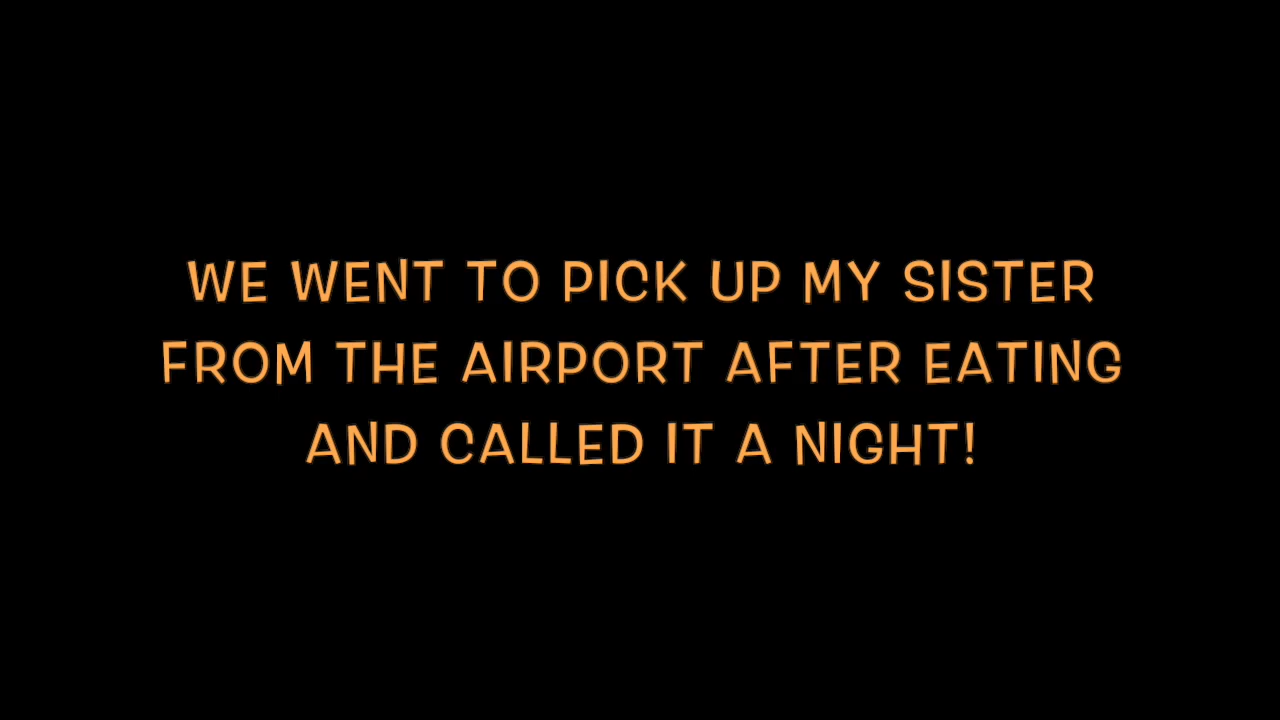 WE WENT TO PICK UP MY SISTER
FROM THE AIRPORT AFTER EATING
AND CALLED IT A NIGHT!